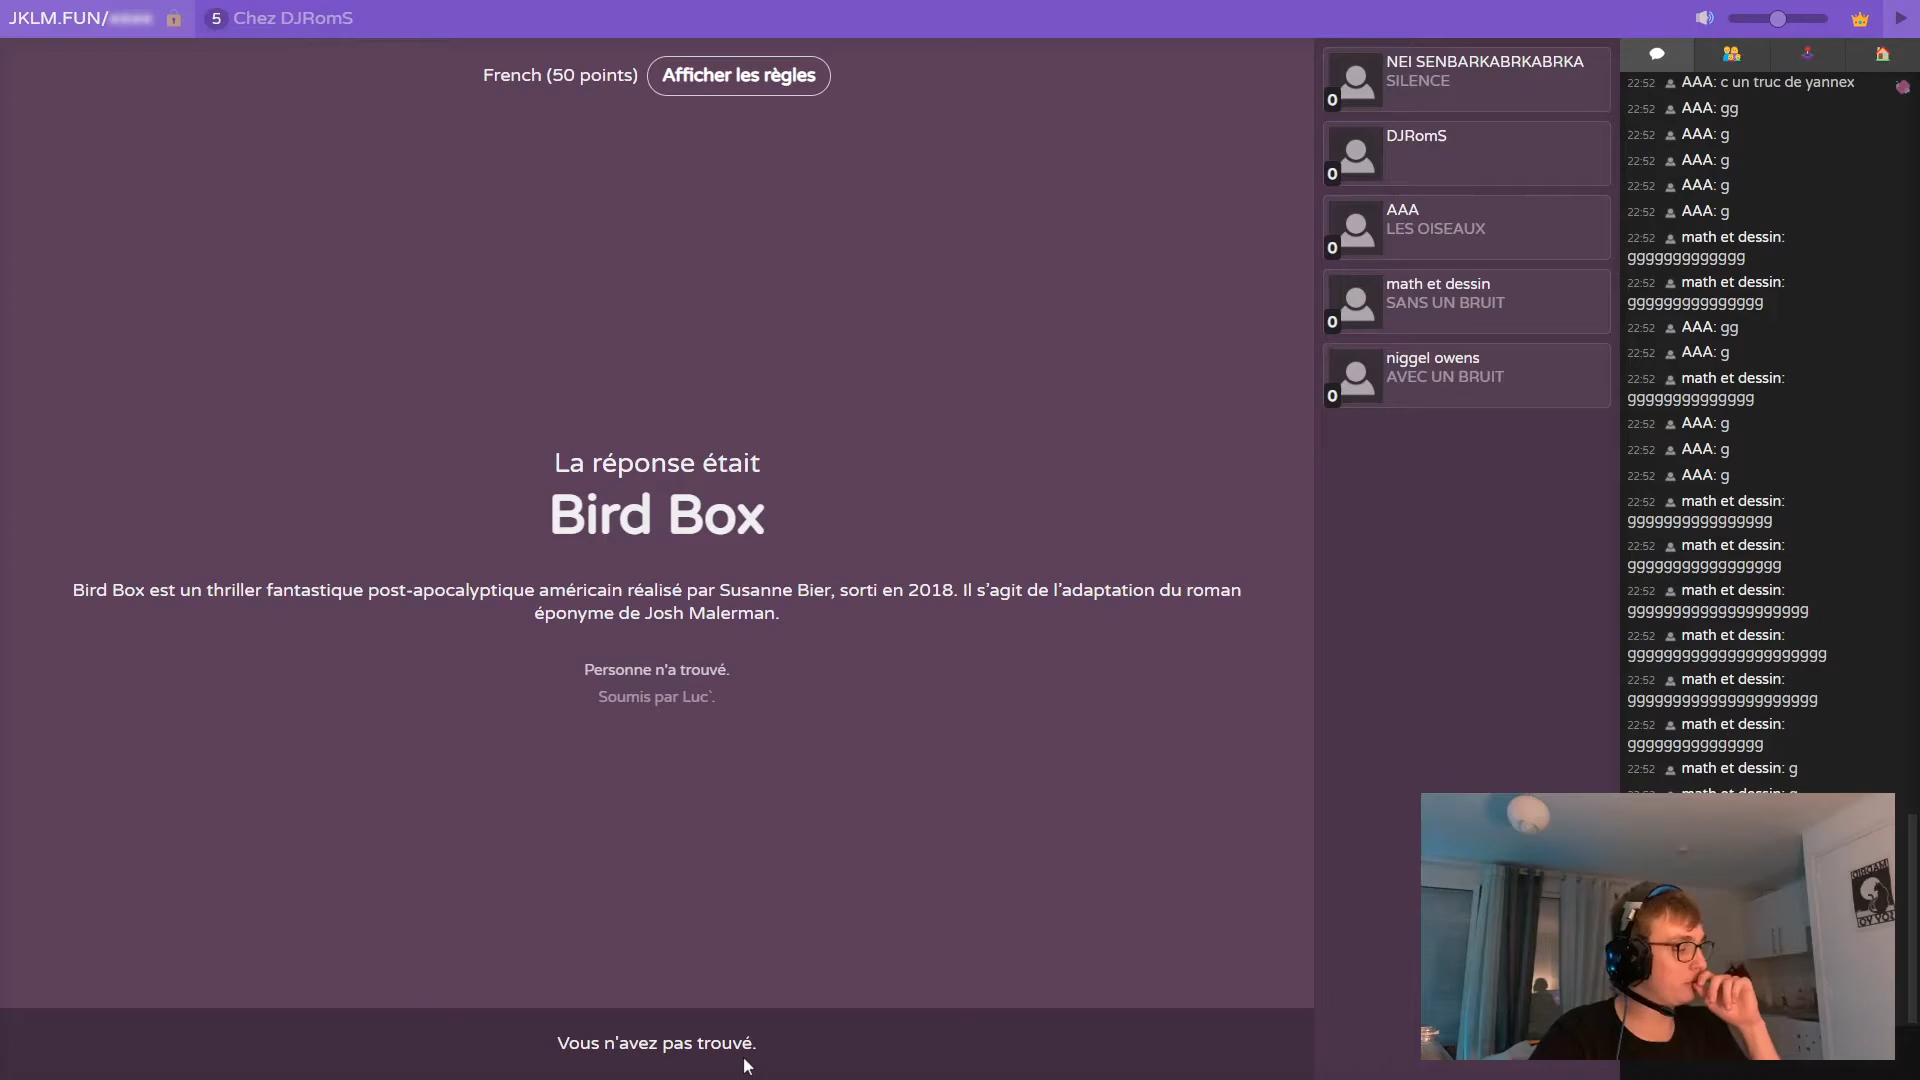 JKLM.FUN/
5 Chez DJRomS
French (50 points) Afficher les règles
La réponse était
Bird Box
Bird Box est un thriller fantastique post-apocalyptique américain réalisé par Susanne Bier, sorti en 2018. Il s'agit de l'adaptation du roman
éponyme de Josh Malerman.
Personne n'a trouvé.
Soumis par Luc`.
Vous n'avez pas trouvé.
NEI SENBARKABRKABRKA
SILENCE
0
DJRomS
0
AAA
LES OISEAUX
0
math et dessin
SANS UN BRUIT
0
niggel owens
AVEC UN BRUIT
0
22:52 AAA: c un truc de yannex
22:52 AAA: gg
22:52 AAA: g
22:52 AAA: g
22:52 AAA: g
22:52 AAA: g
22:52 math et dessin:
ggggggggggggg
22:52 math et dessin:
ggggggggggggggg
22:52 AAA: gg
22:52 AAA: g
22:52 math et dessin:
gggggggggggggg
22:52 AAA: g
22:52 AAA: g
22:52 AAA: g
22:52 math et dessin:
gggggggggggggggg
22:52 math et dessin:
ggggggggggggggggg
22:52 math et dessin:
gggggggggggggggggggg
22:52 math et dessin:
gggggggggggggggggggggg
22:52 math et dessin:
ggggggggggggggggggggg
22:52 math et dessin:
ggggggggggggggg
22:52 math et dessin: g